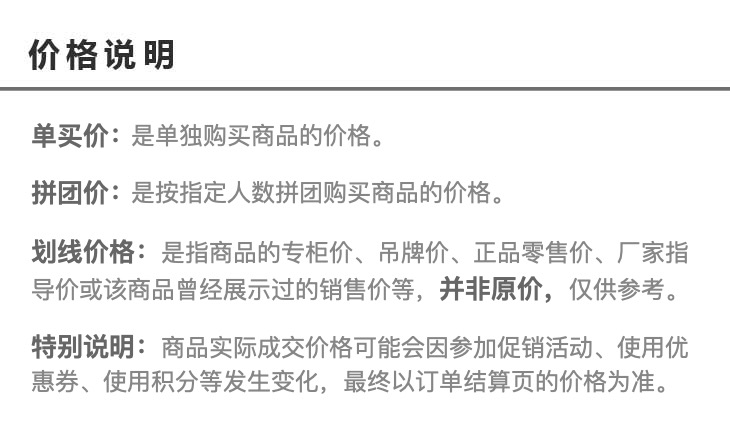 价格说明
单买价：是单独购买商品的价格。
拼团价：是按指定人数拼团购买商品的价格。
划线价格：是指商品的专柜价、吊牌价、正品零售价、厂家指
导价或该商品曾经展示过的销售价等，并非原价，仅供参考。
特别说明：商品实际成交价格可能会因参加促销活动、使用优
惠券、使用积分等发生变化，最终以订单结算页的价格为准。